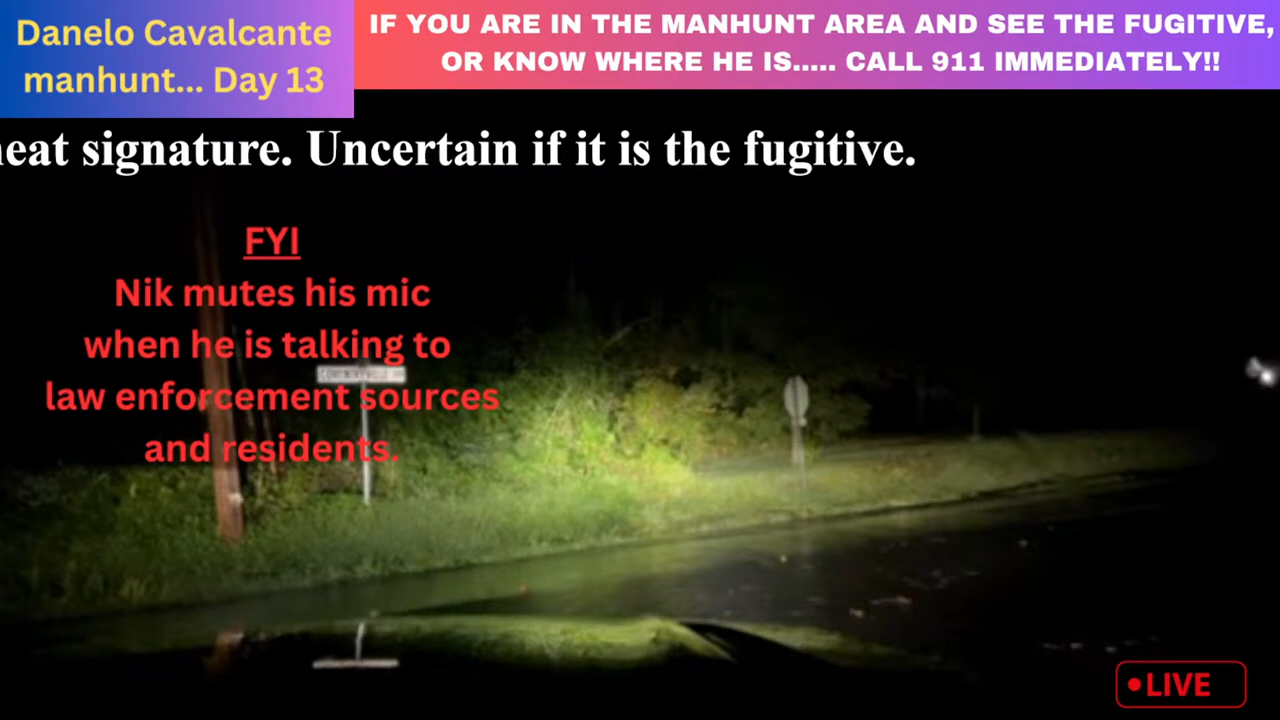 Danelo Cavalcante
manhunt... Day 13
IF YOU ARE IN THE MANHUNT AREA AND SEE THE FUGITIVE,
OR KNOW WHERE HE IS..... CALL 911 IMMEDIATELY!!
heat signature. Uncertain if it is the fugitive.
FYI
Nik mutes his mic
when he is talking to
law enforcement sources
and residents.
LIVE